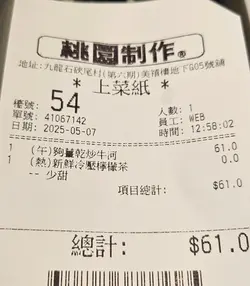 桃園制作®
地址:九龍石硤尾村(第六期)美禧樓地下G05號舖
* 上菜紙 *
檯號: 54 人數: 1
單號: 41067142 員工: WEB
日期: 2025-05-07 時間: 12:58:02
1 (午)夠薑乾炒牛河 61.0
1 (熱)新鮮冷壓檸檬茶 0.0
-- 少甜
項目總計: $61.0
總計: $61.0